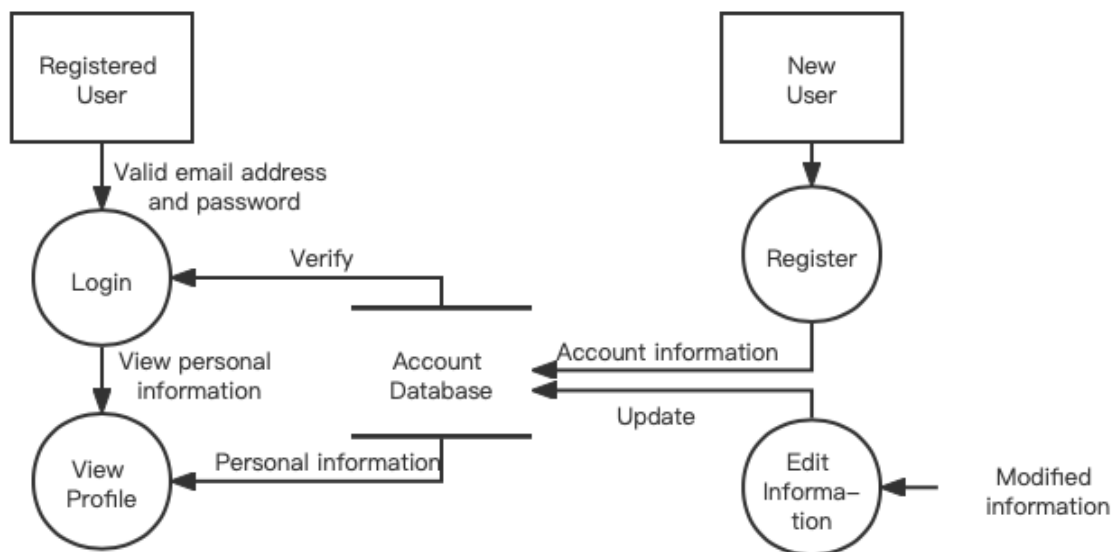 Registered
User
New
User
Valid email address
and password
Login
Verify
Register
View personal
information
Account
Database
Account information
Update
View
Profile
Personal information
Edit
Informa-
tion
Modified
information